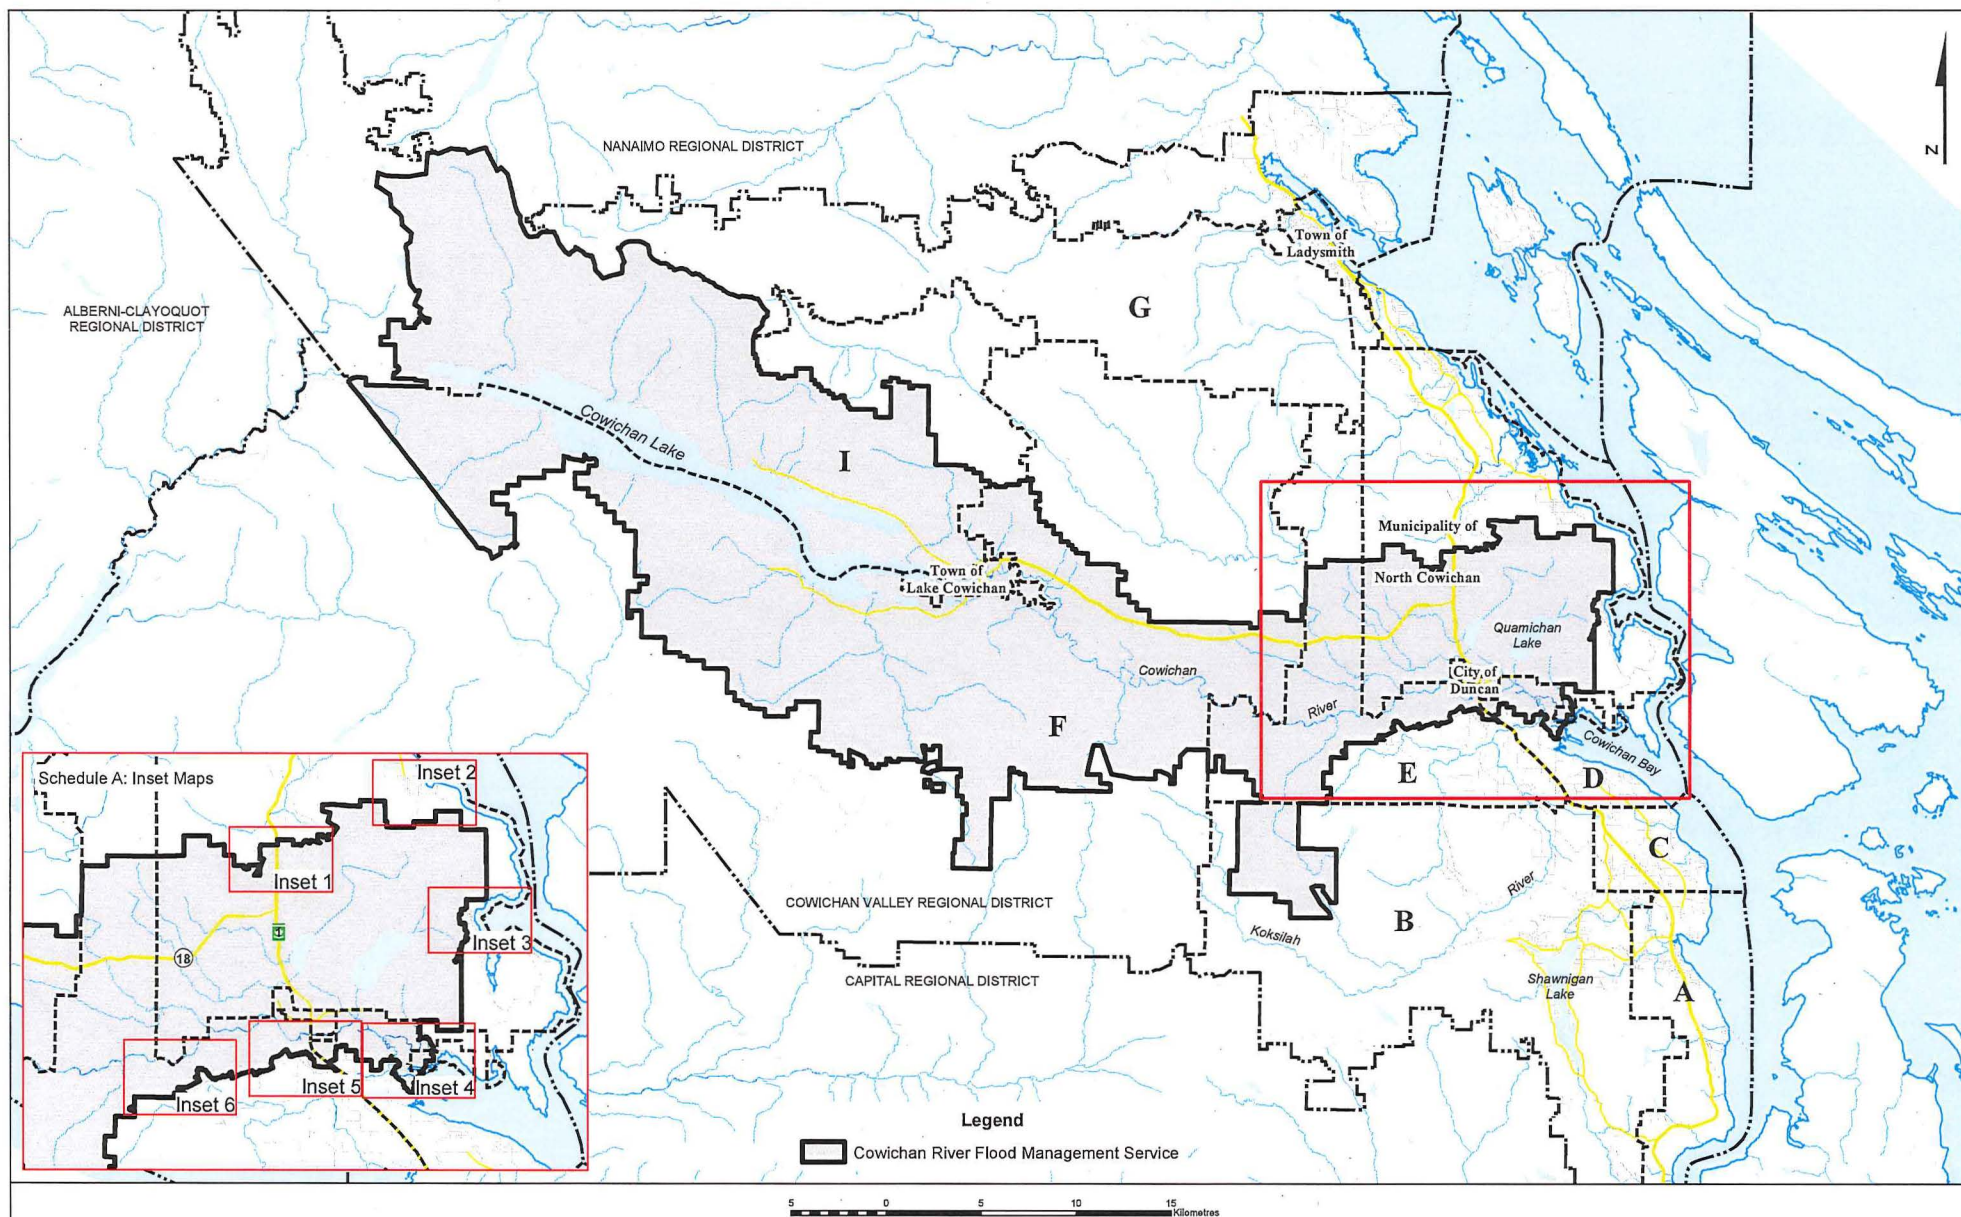 N
NANAIMO REGIONAL DISTRICT
Town of
Ladysmith
ALBERNI-CLAYOQUOT
REGIONAL DISTRICT
G
Cowichan Lake
I
Municipality of
North Cowichan
Town of
Lake Cowichan
Quamichan
Lake
Cowichan
City of
Duncan
River
F
Cowichan Bay
E
D
Schedule A: Inset Maps
Inset 2
Inset 1
1
Inset 3
18
Inset 5
Inset 4
Inset 6
C
River
COWICHAN VALLEY REGIONAL DISTRICT
B
Koksilah
CAPITAL REGIONAL DISTRICT
Shawnigan
Lake
A
Legend
Cowichan River Flood Management Service
5 0 5 10 15
Kilometres